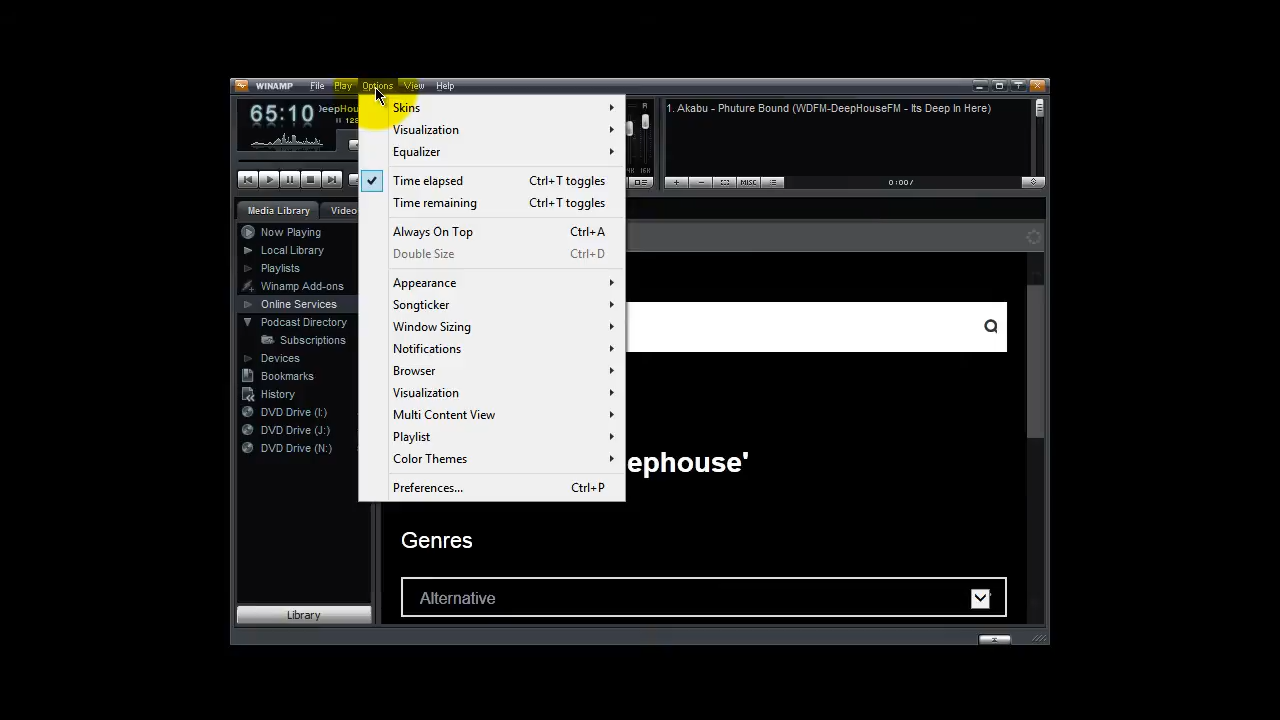 WINAMP File Play Options View Help
65:10
DeepHou
128
R
1. Akabu - Phuture Bound (WDFM-DeepHouseFM - Its Deep In Here)
MISC
0:00/
Skins
Visualization
Equalizer
Time elapsed Ctrl+T toggles
Time remaining Ctrl+T toggles
Always On Top Ctrl+A
Double Size Ctrl+D
Appearance
Songticker
Window Sizing
Notifications
Browser
Visualization
Multi Content View
Playlist
Color Themes
Preferences... Ctrl+P
Media Library Video
Now Playing
Local Library
Playlists
Winamp Add-ons
Online Services
Podcast Directory
Subscriptions
Devices
Bookmarks
History
DVD Drive (I:)
DVD Drive (J:)
DVD Drive (N:)
Library
ephouse'
Genres
Alternative